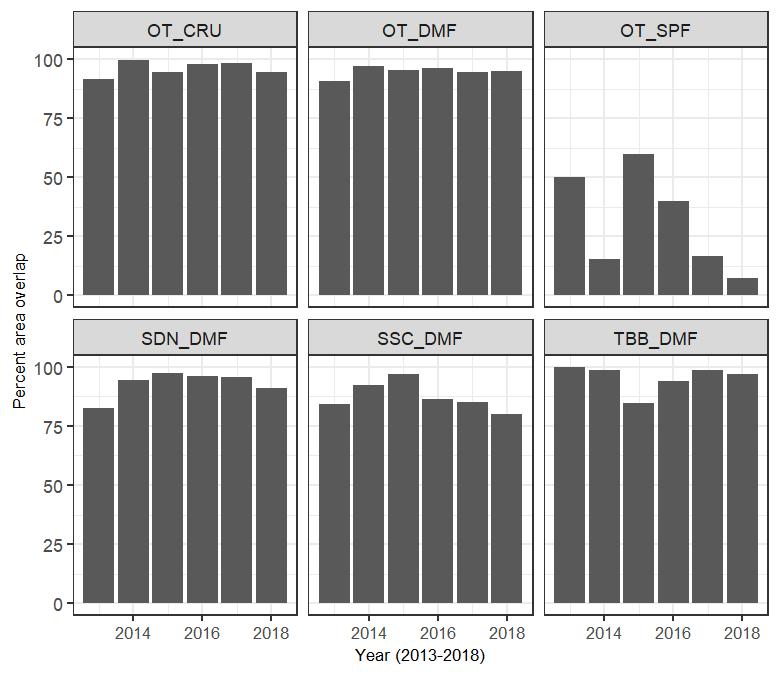 OT_CRU OT_DMF OT_SPF
100
75
50
25
0
SDN_DMF SSC_DMF TBB_DMF
100
75
50
25
0
2014 2016 2018 2014 2016 2018 2014 2016 2018
Year (2013-2018)
Percent area overlap